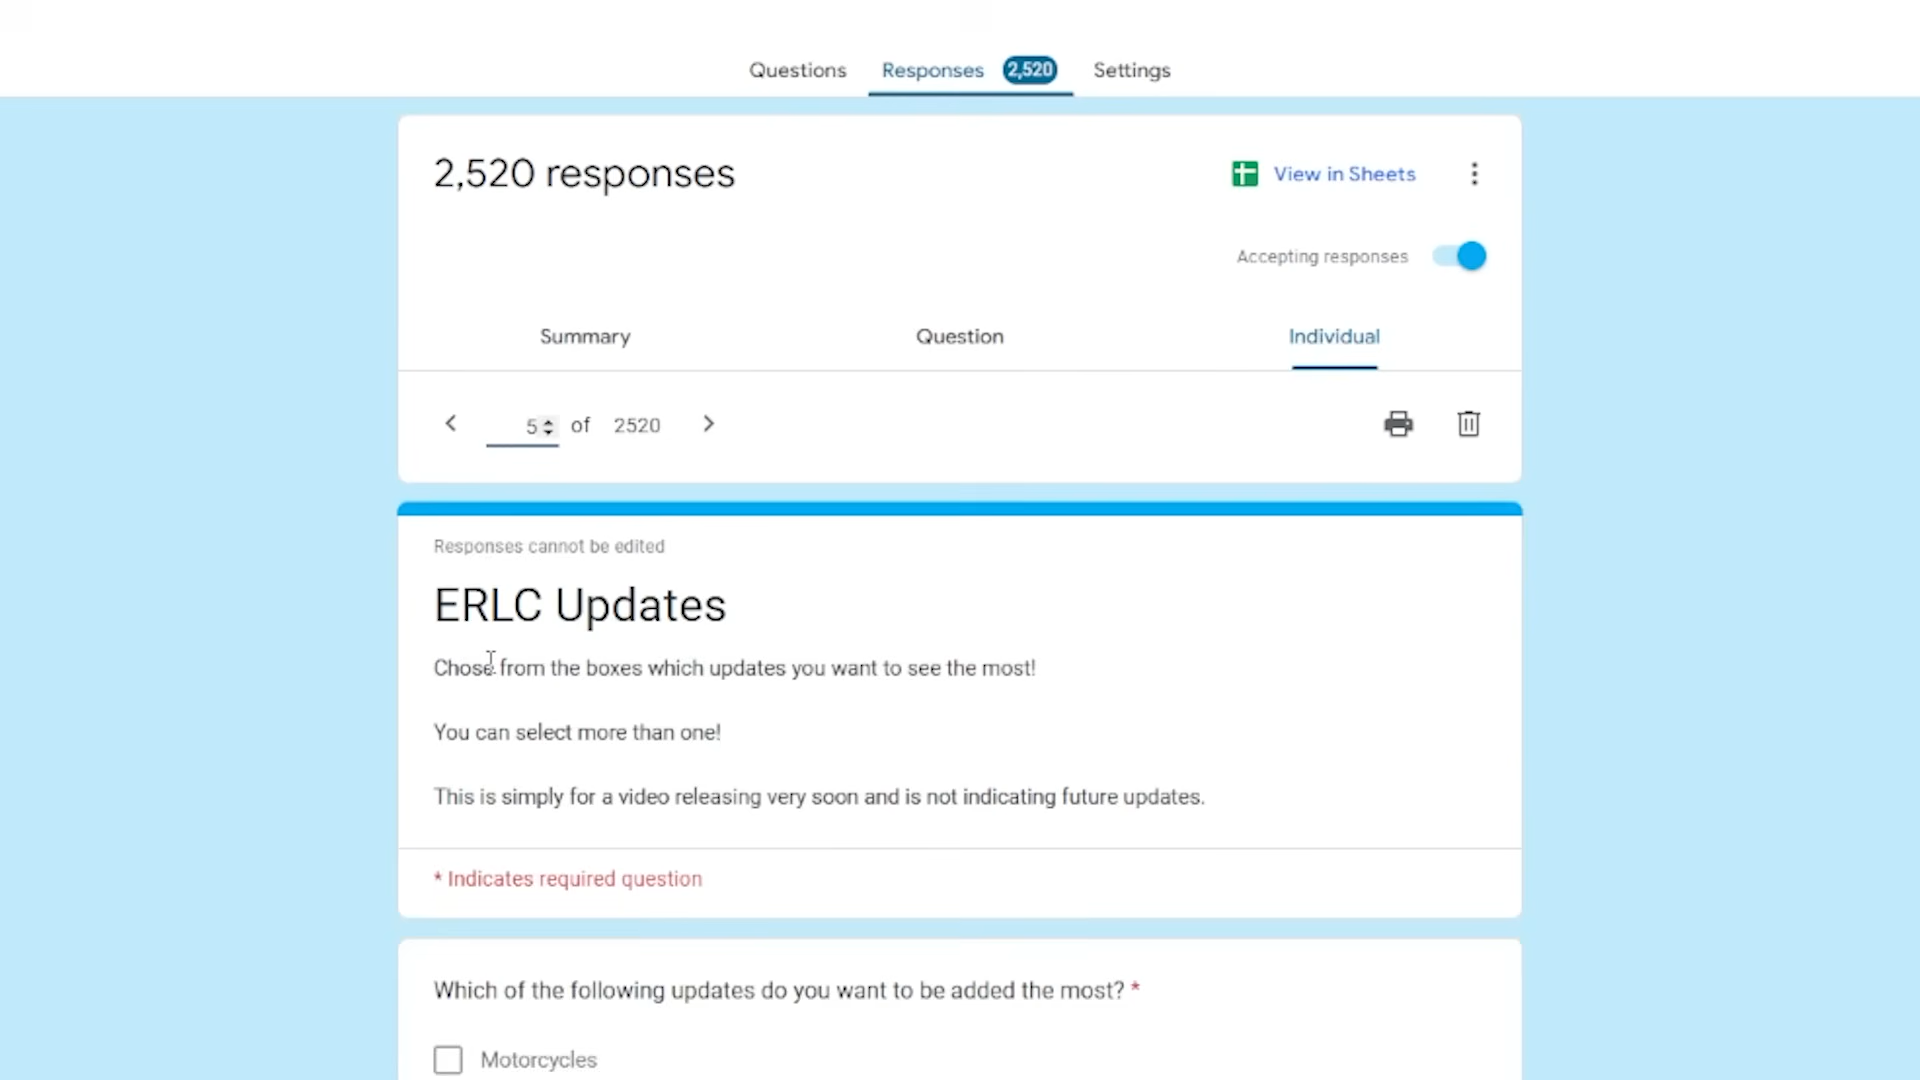 Questions Responses 2,520 Settings
2,520 responses
View in Sheets
Accepting responses
Summary Question Individual
5 of 2520
Responses cannot be edited
ERLC Updates
Chose from the boxes which updates you want to see the most!
You can select more than one!
This is simply for a video releasing very soon and is not indicating future updates.
* Indicates required question
Which of the following updates do you want to be added the most? *
Motorcycles